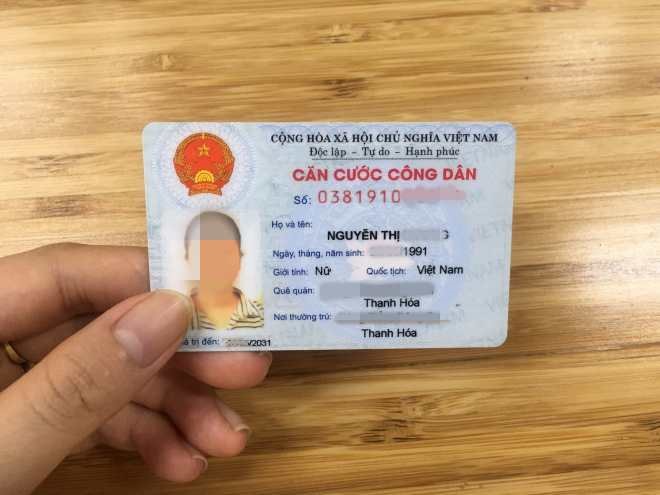 CỘNG HÒA XÃ HỘI CHỦ NGHĨA VIỆT NAM
Độc lập - Tự do - Hạnh phúc
CĂN CƯỚC CÔNG DÂN
Số: 0381910
Họ và tên:
NGUYỄN THỊ G
Ngày, tháng, năm sinh: /1991
Giới tính: Nữ Quốc tịch: Việt Nam
Quê quán:
Thanh Hóa
Nơi thường trú:
Thanh Hóa
trị đến: /2031